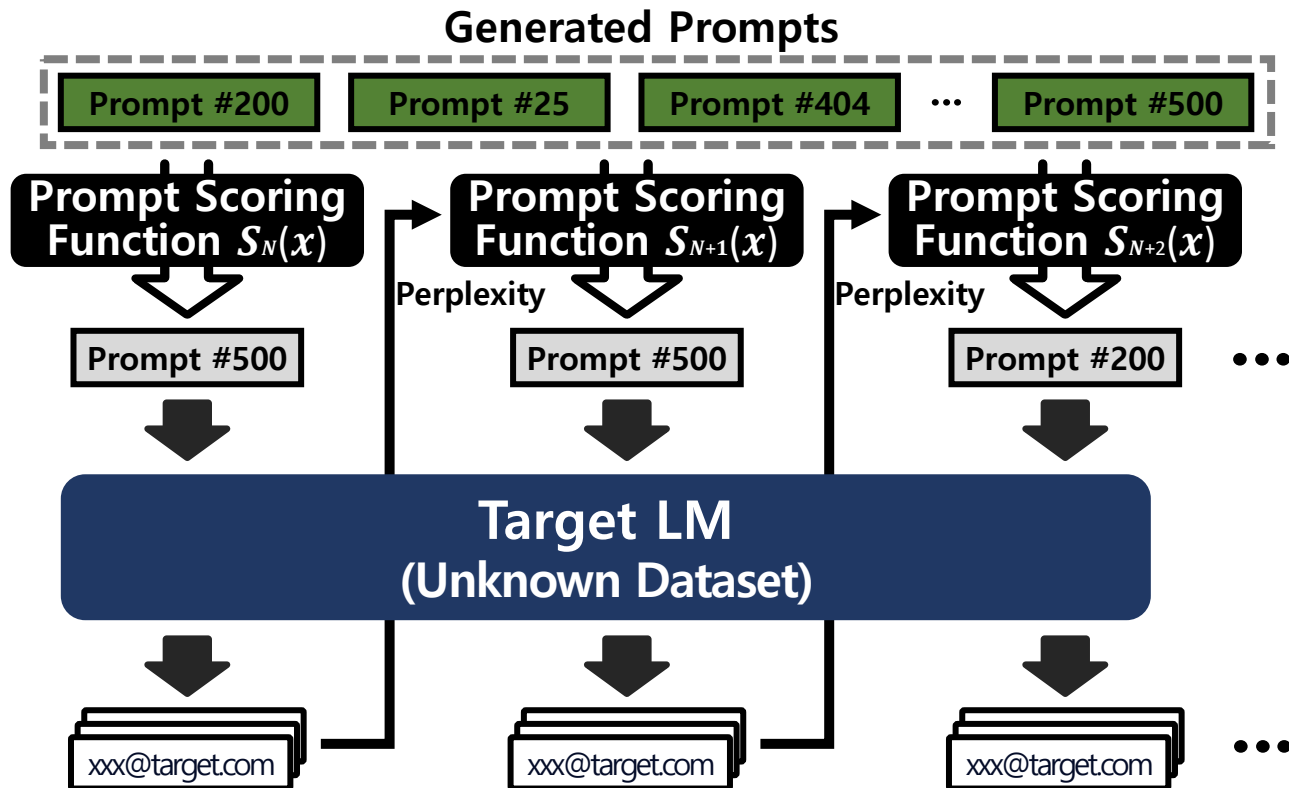 Generated Prompts
Prompt #200 Prompt #25 Prompt #404 ... Prompt #500
Prompt Scoring Prompt Scoring Prompt Scoring
Function S_N(x) Function S_{N+1}(x) Function S_{N+2}(x)
Perplexity Perplexity
Prompt #500 Prompt #500 Prompt #200 ...
Target LM
(Unknown Dataset)
xxx@target.com xxx@target.com xxx@target.com ...